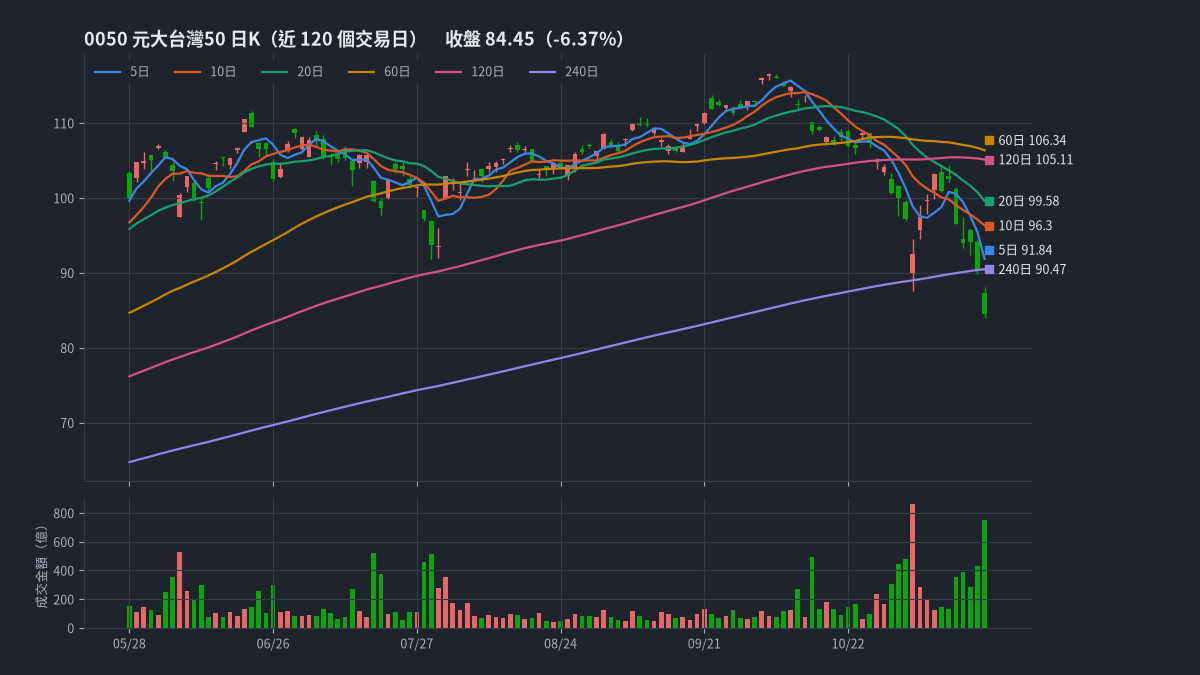 0050 元大台灣50 日K（近 120 個交易日） 收盤 84.45（-6.37%）
5日 10日 20日 60日 120日 240日
110
100
90
80
70
60日 106.34
120日 105.11
20日 99.58
10日 96.3
5日 91.84
240日 90.47
成交金額（億）
800
600
400
200
0
05/28 06/26 07/27 08/24 09/21 10/22